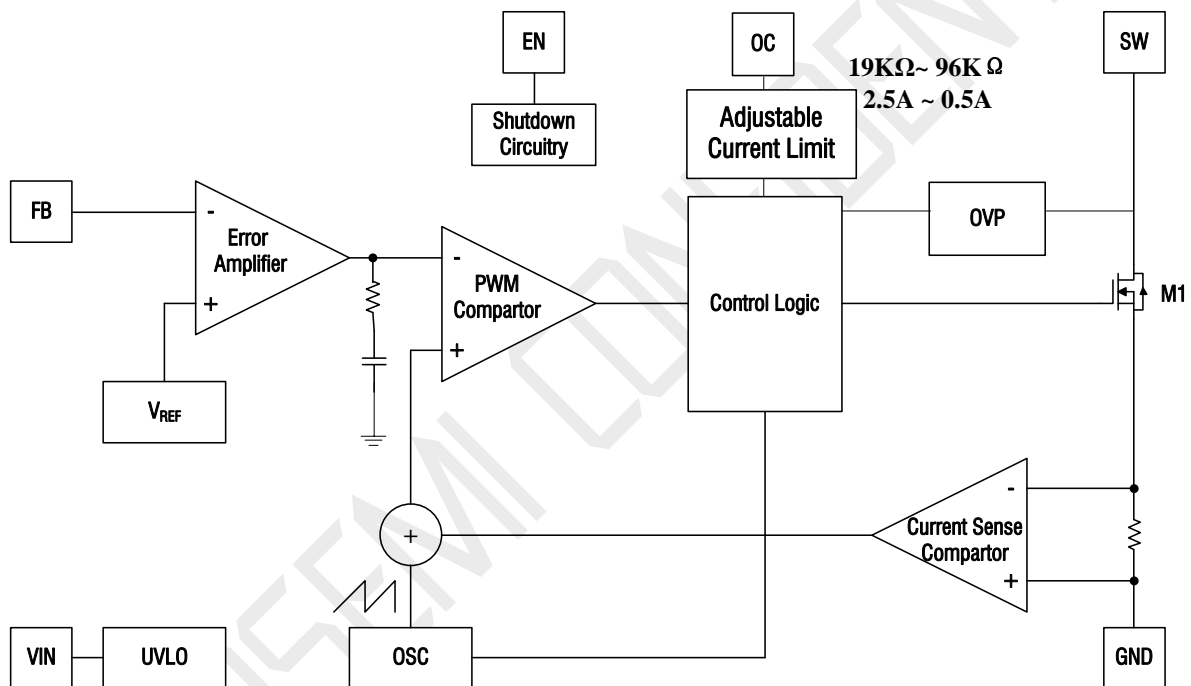 EN
OC
SW
19KΩ~ 96KΩ
2.5A ~ 0.5A
Shutdown
Circuitry
Adjustable
Current Limit
FB
-
Error
Amplifier
+
OVP
-
PWM
Compartor
+
Control Logic
M1
VREF
-
Current Sense
Compartor
+
+
VIN
UVLO
OSC
GND